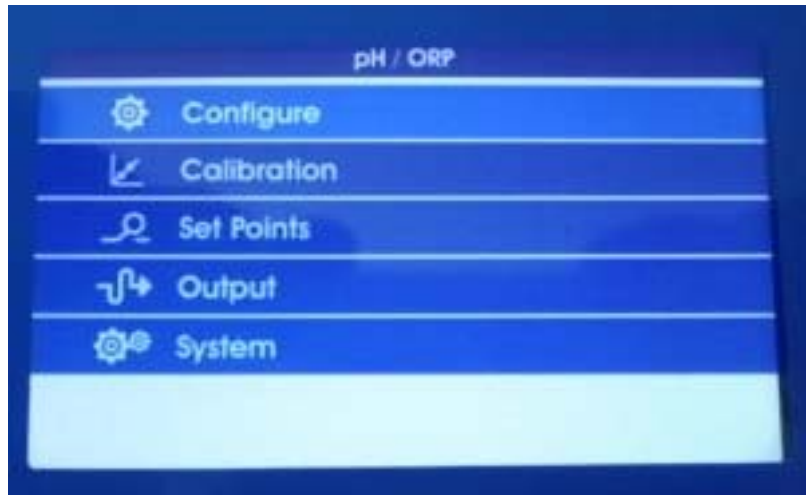 pH / ORP
Configure
Calibration
Set Points
Output
System